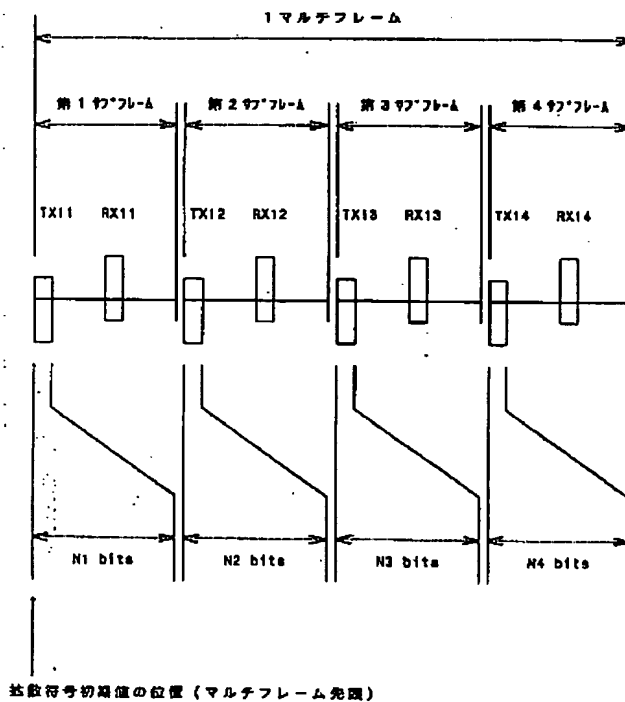 1マルチフレーム
第1サブフレーム 第2サブフレーム 第3サブフレーム 第4サブフレーム
TX11 RX11 TX12 RX12 TX13 RX13 TX14 RX14
N1 bits N2 bits N3 bits N4 bits
拡散符号初期値の位置(マルチフレーム先頭)